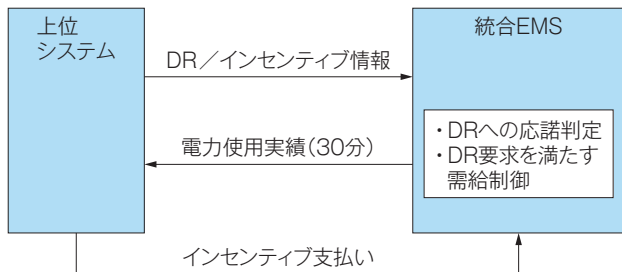 上位
システム
DR／インセンティブ情報
統合EMS
電力使用実績（30分）
・DRへの応諾判定
・DR要求を満たす
需給制御
インセンティブ支払い